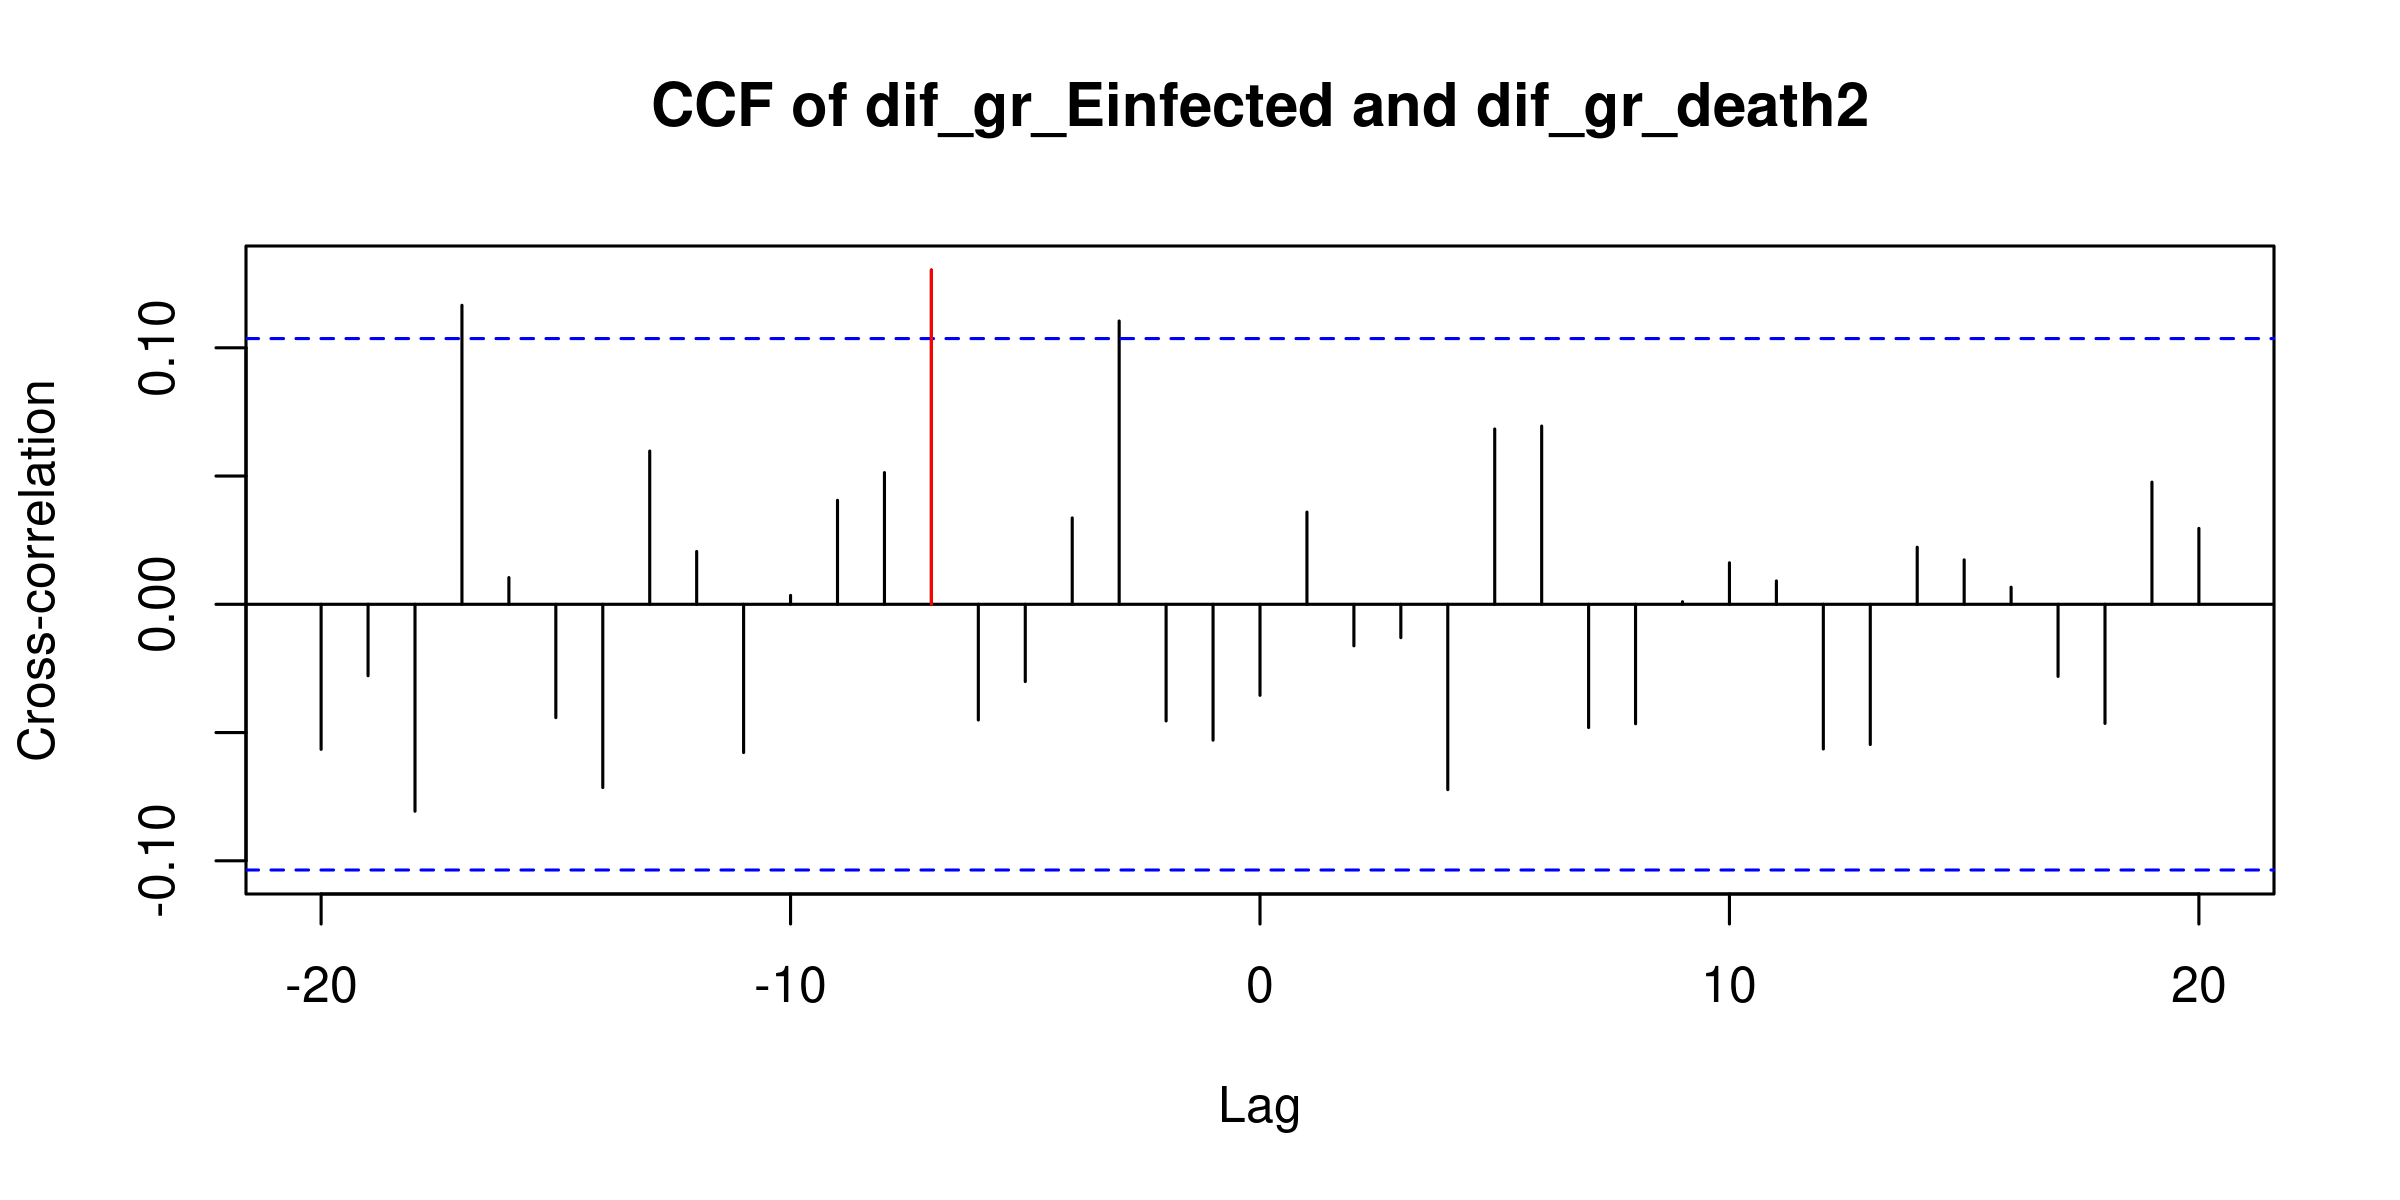 CCF of dif_gr_Einfected and dif_gr_death2
Cross-correlation
0.10
0.00
-0.10
-20 -10 0 10 20
Lag